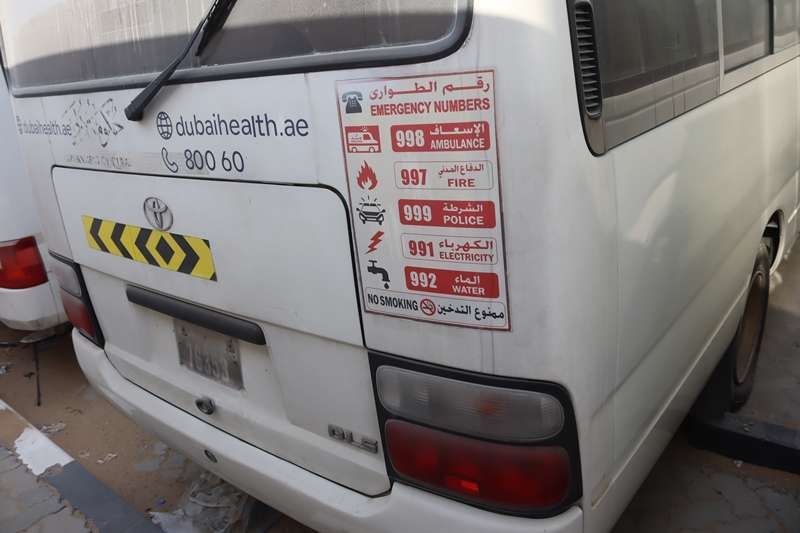 dubaihealth.ae
dubaihealth.ae
800 60
رقم الطوارئ
EMERGENCY NUMBERS
998 الإسعاف
AMBULANCE
997 الدفاع المدني
FIRE
999 الشرطة
POLICE
991 الكهرباء
ELECTRICITY
992 الماء
WATER
NO SMOKING ممنوع التدخين